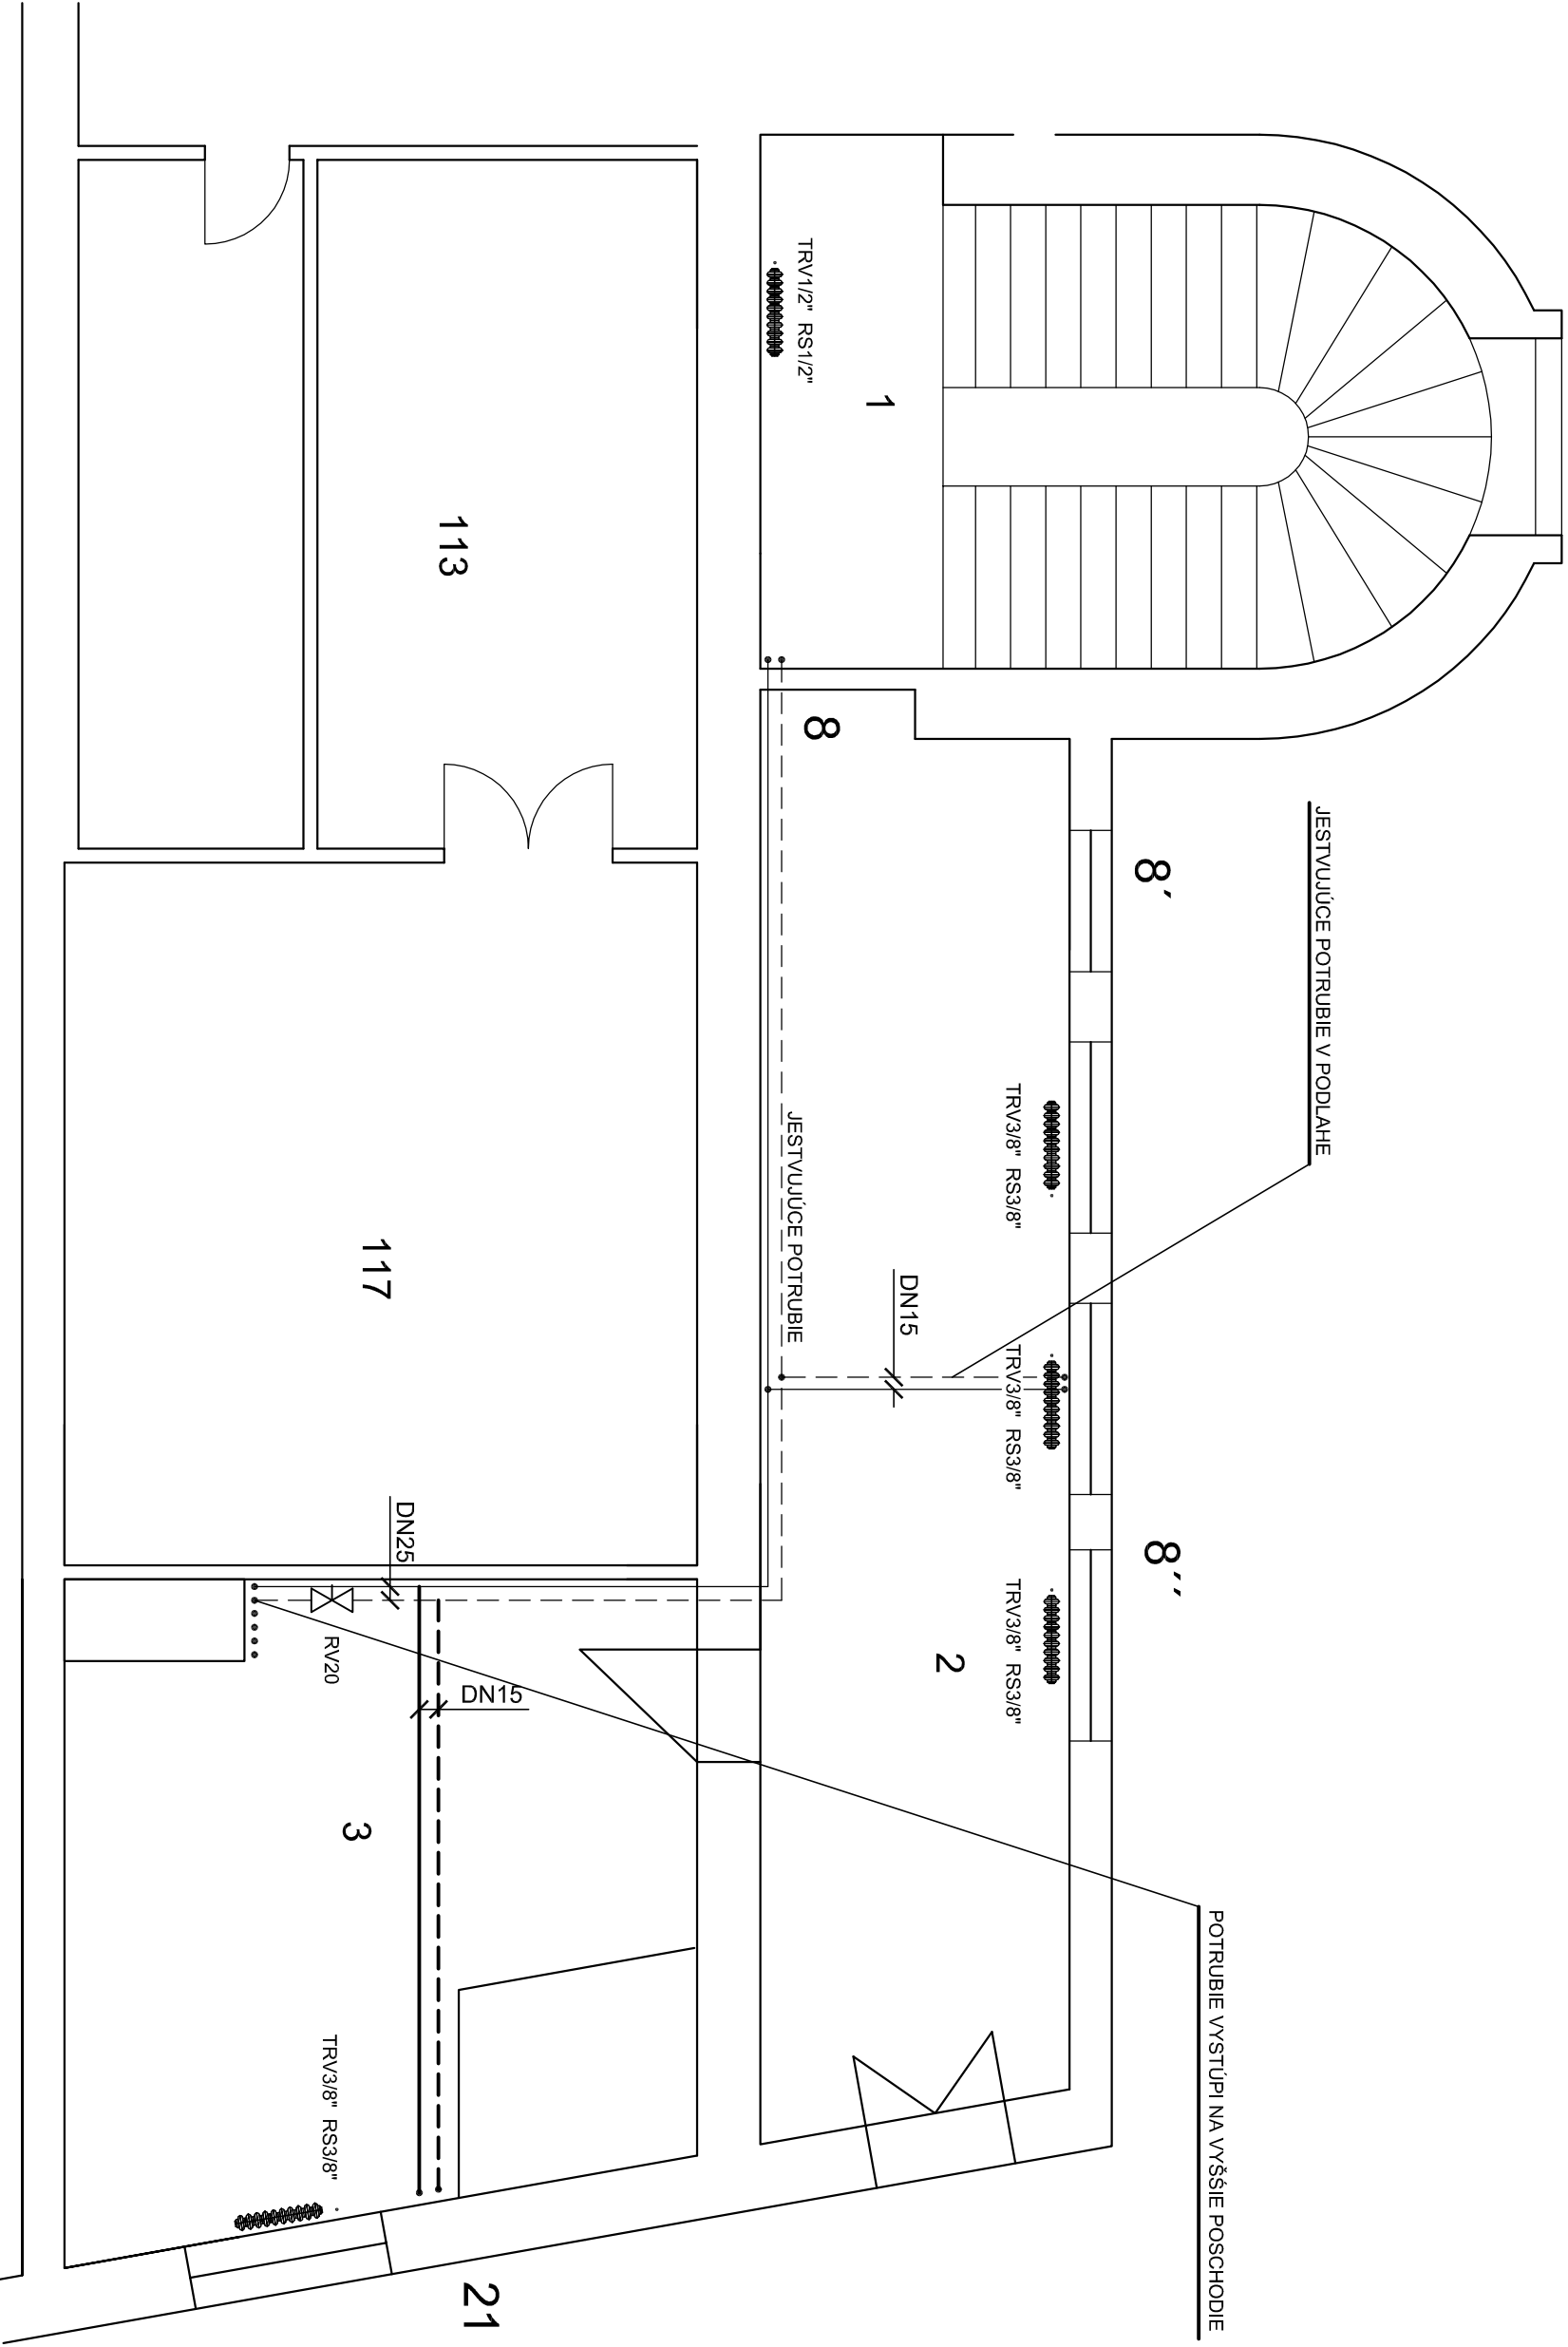 JESTVUJÚCE POTRUBIE V PODLAHE
POTRUBIE VYSTÚPI NA VYŠŠIE POSCHODIE
8´
8´´
TRV3/8" RS3/8"
TRV3/8" RS3/8"
TRV3/8" RS3/8"
2
DN15
1
8
TRV1/2" RS1/2"
JESTVUJÚCE POTRUBIE
DN15
21
113
DN25
117
3
RV20
TRV3/8" RS3/8"